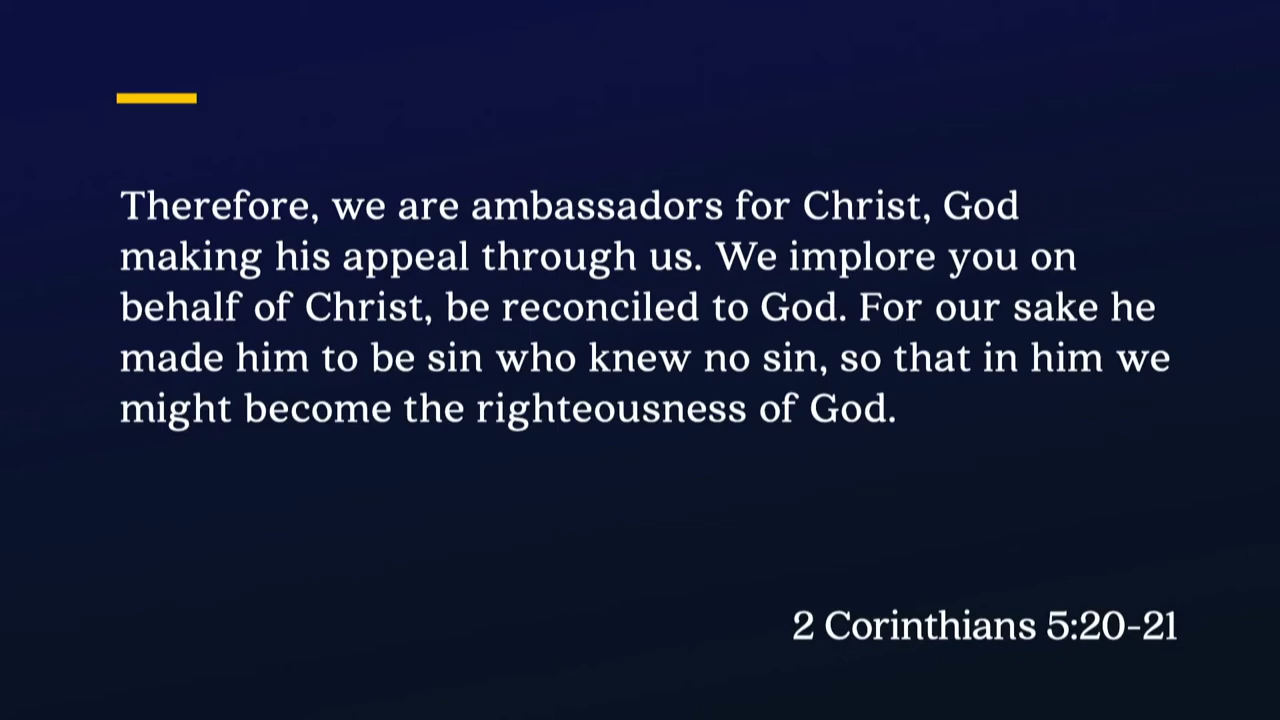 Therefore, we are ambassadors for Christ, God
making his appeal through us. We implore you on
behalf of Christ, be reconciled to God. For our sake he
made him to be sin who knew no sin, so that in him we
might become the righteousness of God.
2 Corinthians 5:20-21